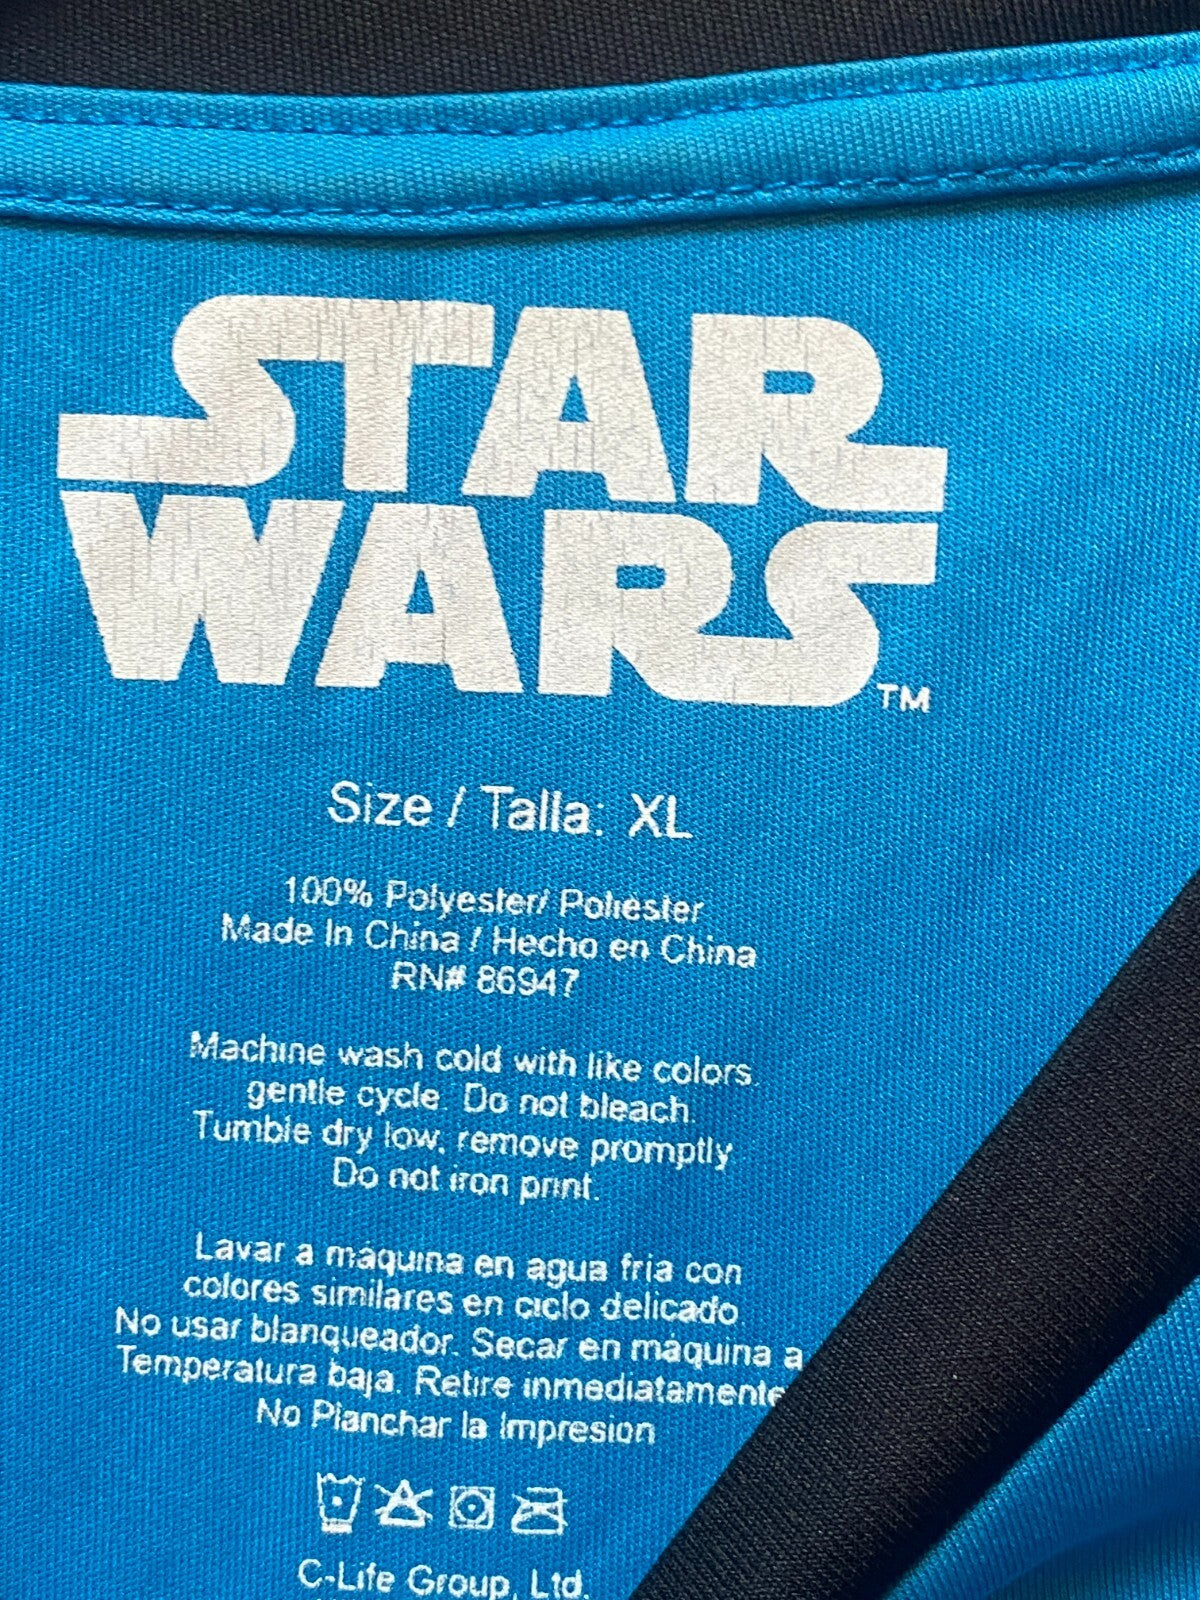 STAR
WARS
TM
Size / Talla: XL
100% Polyester/ Poliéster
Made In China / Hecho en China
RN# 86947
Machine wash cold with like colors.
gentle cycle. Do not bleach.
Tumble dry low, remove promptly
Do not iron print.
Lavar a máquina en agua fria con
colores similares en ciclo delicado.
No usar blanqueador. Secar en máquina a
Temperatura baja. Retire inmediatamente
No Planchar la Impresion
C-Life Group, Ltd.